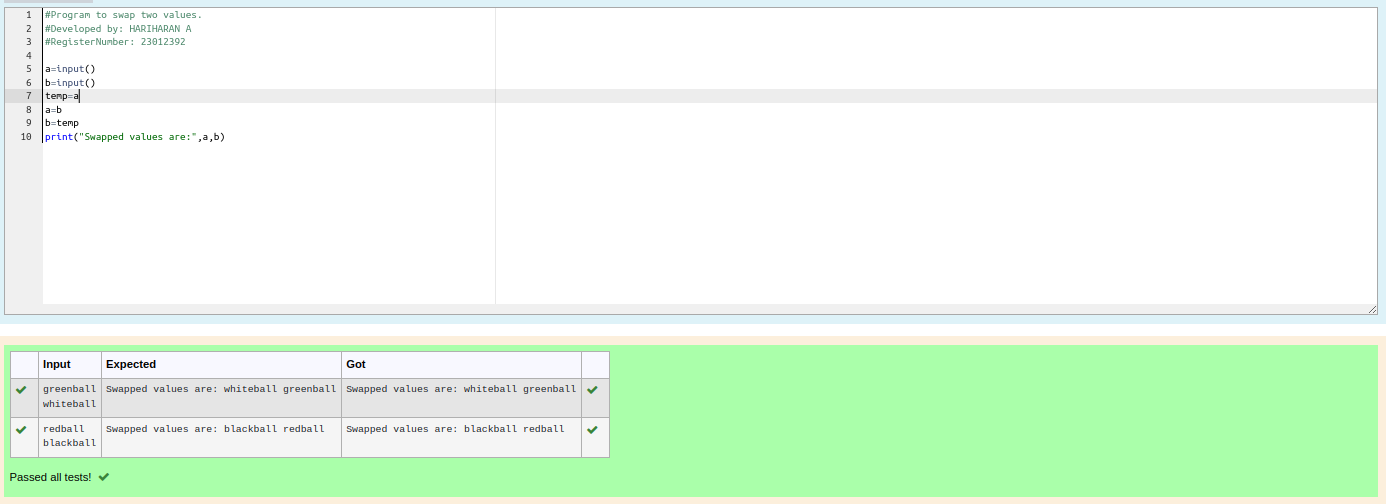 1 #Program to swap two values.
2 #Developed by: HARIHARAN A
3 #RegisterNumber: 23012392
4
5 a=input()
6 b=input()
7 temp=a
8 a=b
9 b=temp
10 print("Swapped values are:",a,b)
Input Expected Got
greenball Swapped values are: whiteball greenball Swapped values are: whiteball greenball
whiteball
redball Swapped values are: blackball redball Swapped values are: blackball redball
blackball
Passed all tests!